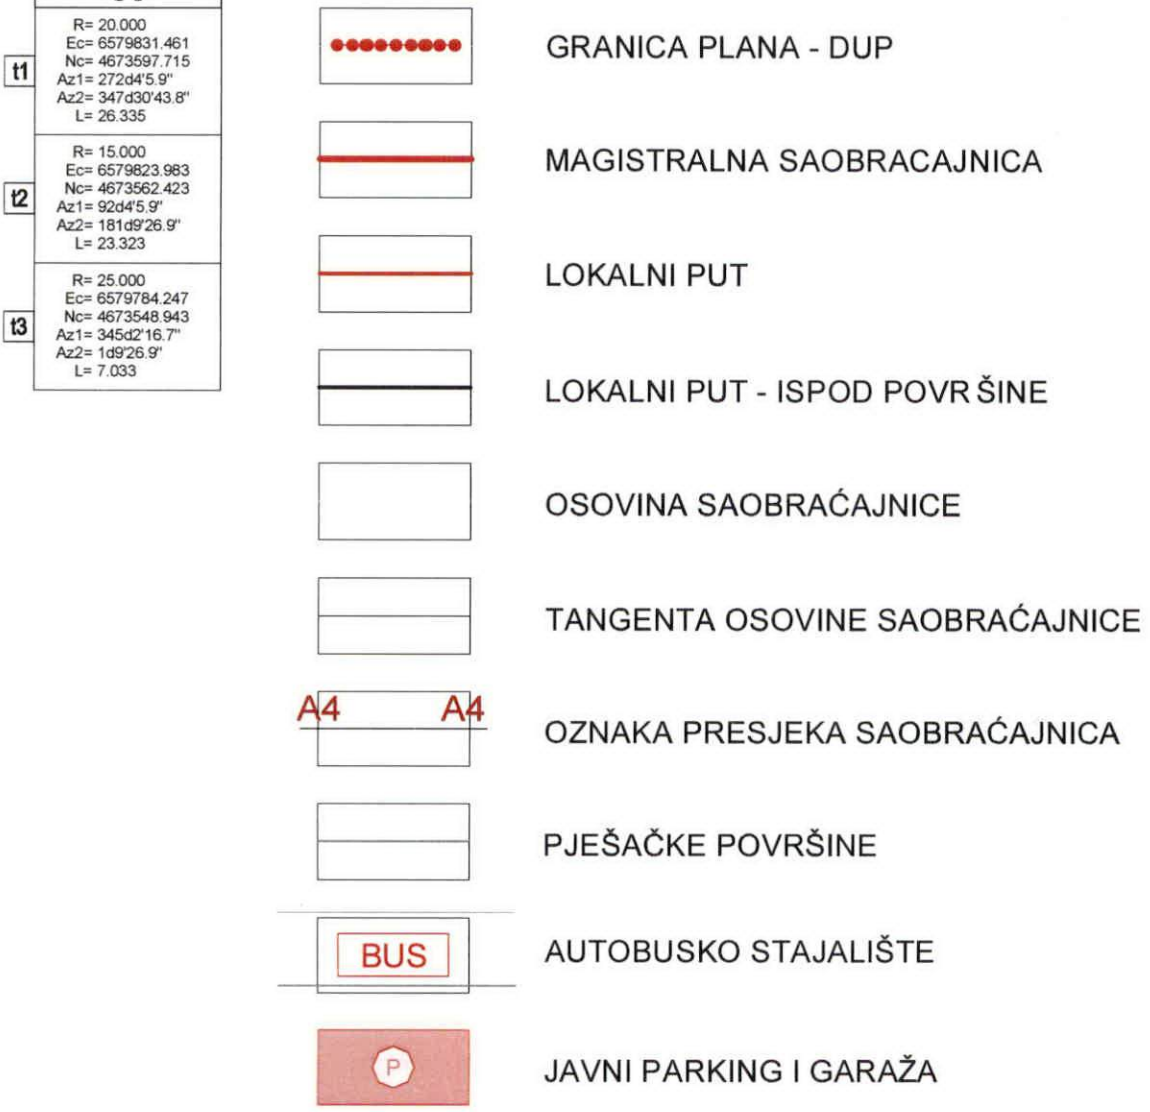 t1
R= 20.000
Ec= 6579831.461
Nc= 4673597.715
Az1= 272d4'5.9"
Az2= 347d30'43.8"
L= 26.335
t2
R= 15.000
Ec= 6579823.983
Nc= 4673562.423
Az1= 92d4'5.9"
Az2= 181d9'26.9"
L= 23.323
t3
R= 25.000
Ec= 6579784.247
Nc= 4673548.943
Az1= 345d2'16.7"
Az2= 1d9'26.9"
L= 7.033
GRANICA PLANA - DUP
MAGISTRALNA SAOBRACAJNICA
LOKALNI PUT
LOKALNI PUT - ISPOD POVRŠINE
OSOVINA SAOBRAĆAJNICE
TANGENTA OSOVINE SAOBRAĆAJNICE
A4 A4
OZNAKA PRESJEKA SAOBRAĆAJNICA
PJEŠAČKE POVRŠINE
BUS
AUTOBUSKO STAJALIŠTE
P
JAVNI PARKING I GARAŽA